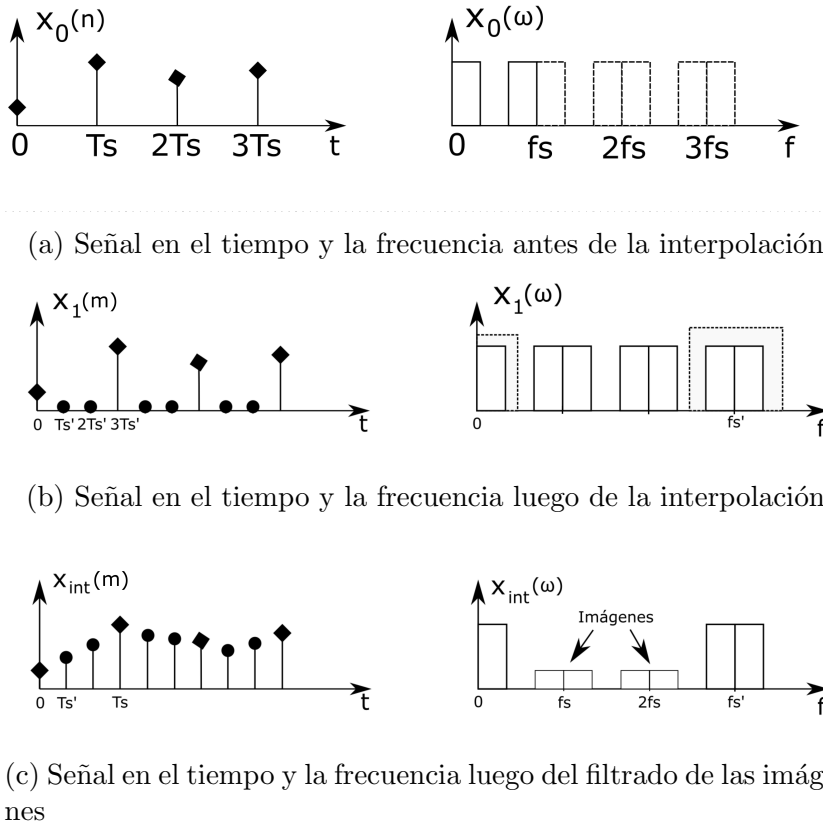 x0(n)
x0(ω)
0 Ts 2Ts 3Ts t
0 fs 2fs 3fs f
(a) Señal en el tiempo y la frecuencia antes de la interpolación
x1(m)
x1(ω)
0 Ts' 2Ts' 3Ts' t
0 fs' f
(b) Señal en el tiempo y la frecuencia luego de la interpolación
xint(m)
xint(ω)
Imágenes
0 Ts' Ts t
0 fs 2fs fs' f
(c) Señal en el tiempo y la frecuencia luego del filtrado de las imág
nes